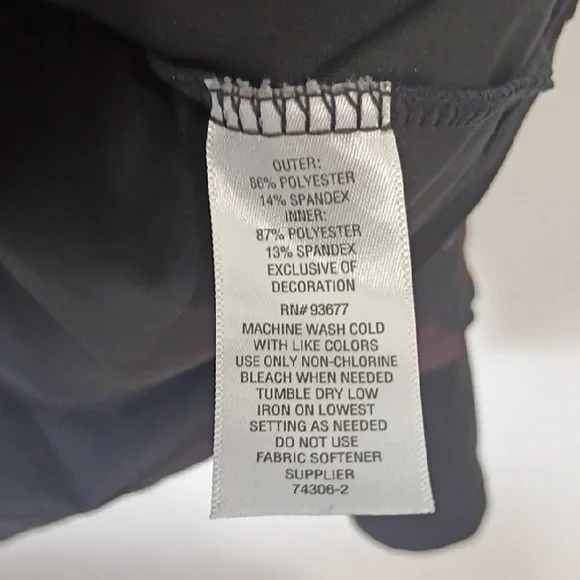 OUTER:
86% POLYESTER
14% SPANDEX
INNER:
87% POLYESTER
13% SPANDEX
EXCLUSIVE OF
DECORATION
RN# 93677
MACHINE WASH COLD
WITH LIKE COLORS
USE ONLY NON-CHLORINE
BLEACH WHEN NEEDED
TUMBLE DRY LOW
IRON ON LOWEST
SETTING AS NEEDED
DO NOT USE
FABRIC SOFTENER
SUPPLIER
74306-2